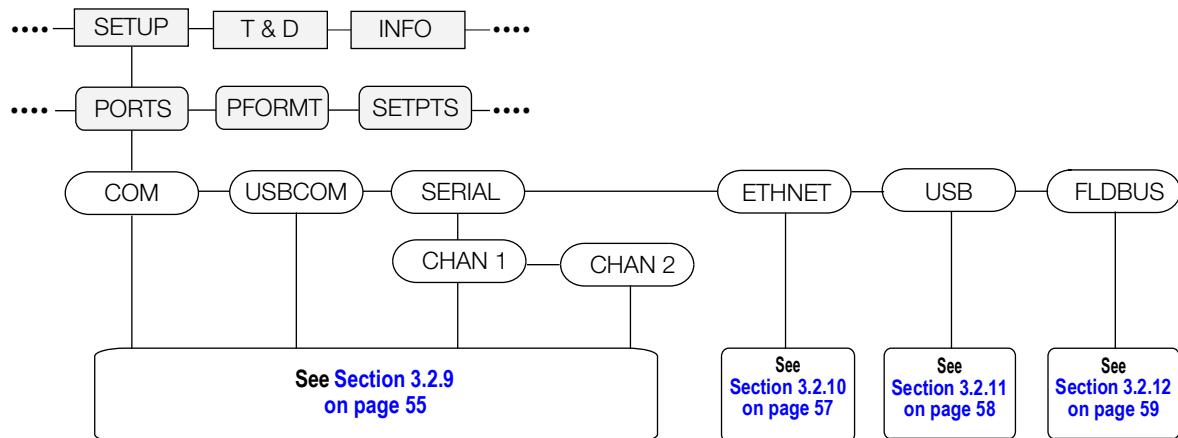 •••• SETUP T & D INFO ••••
•••• PORTS PFORMT SETPTS ••••
COM USBCOM SERIAL ETHNET USB FLDBUS
CHAN 1 CHAN 2
See Section 3.2.9
on page 55
See
Section 3.2.10
on page 57
See
Section 3.2.11
on page 58
See
Section 3.2.12
on page 59